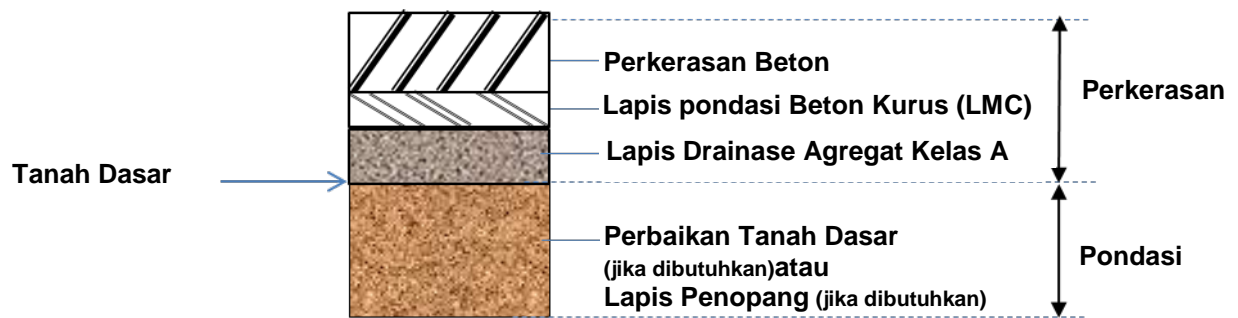 Perkerasan Beton
Lapis pondasi Beton Kurus (LMC)
Perkerasan
Lapis Drainase Agregat Kelas A
Tanah Dasar
Perbaikan Tanah Dasar
(jika dibutuhkan)atau
Lapis Penopang (jika dibutuhkan)
Pondasi